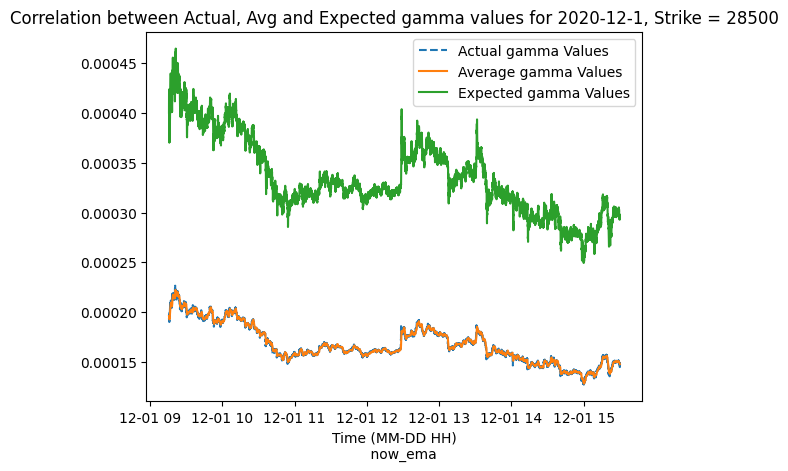 Correlation between Actual, Avg and Expected gamma values for 2020-12-1, Strike = 28500
Actual gamma Values
Average gamma Values
Expected gamma Values
0.00045
0.00040
0.00035
0.00030
0.00025
0.00020
0.00015
12-01 09 12-01 10 12-01 11 12-01 12 12-01 13 12-01 14 12-01 15
Time (MM-DD HH)
now_ema